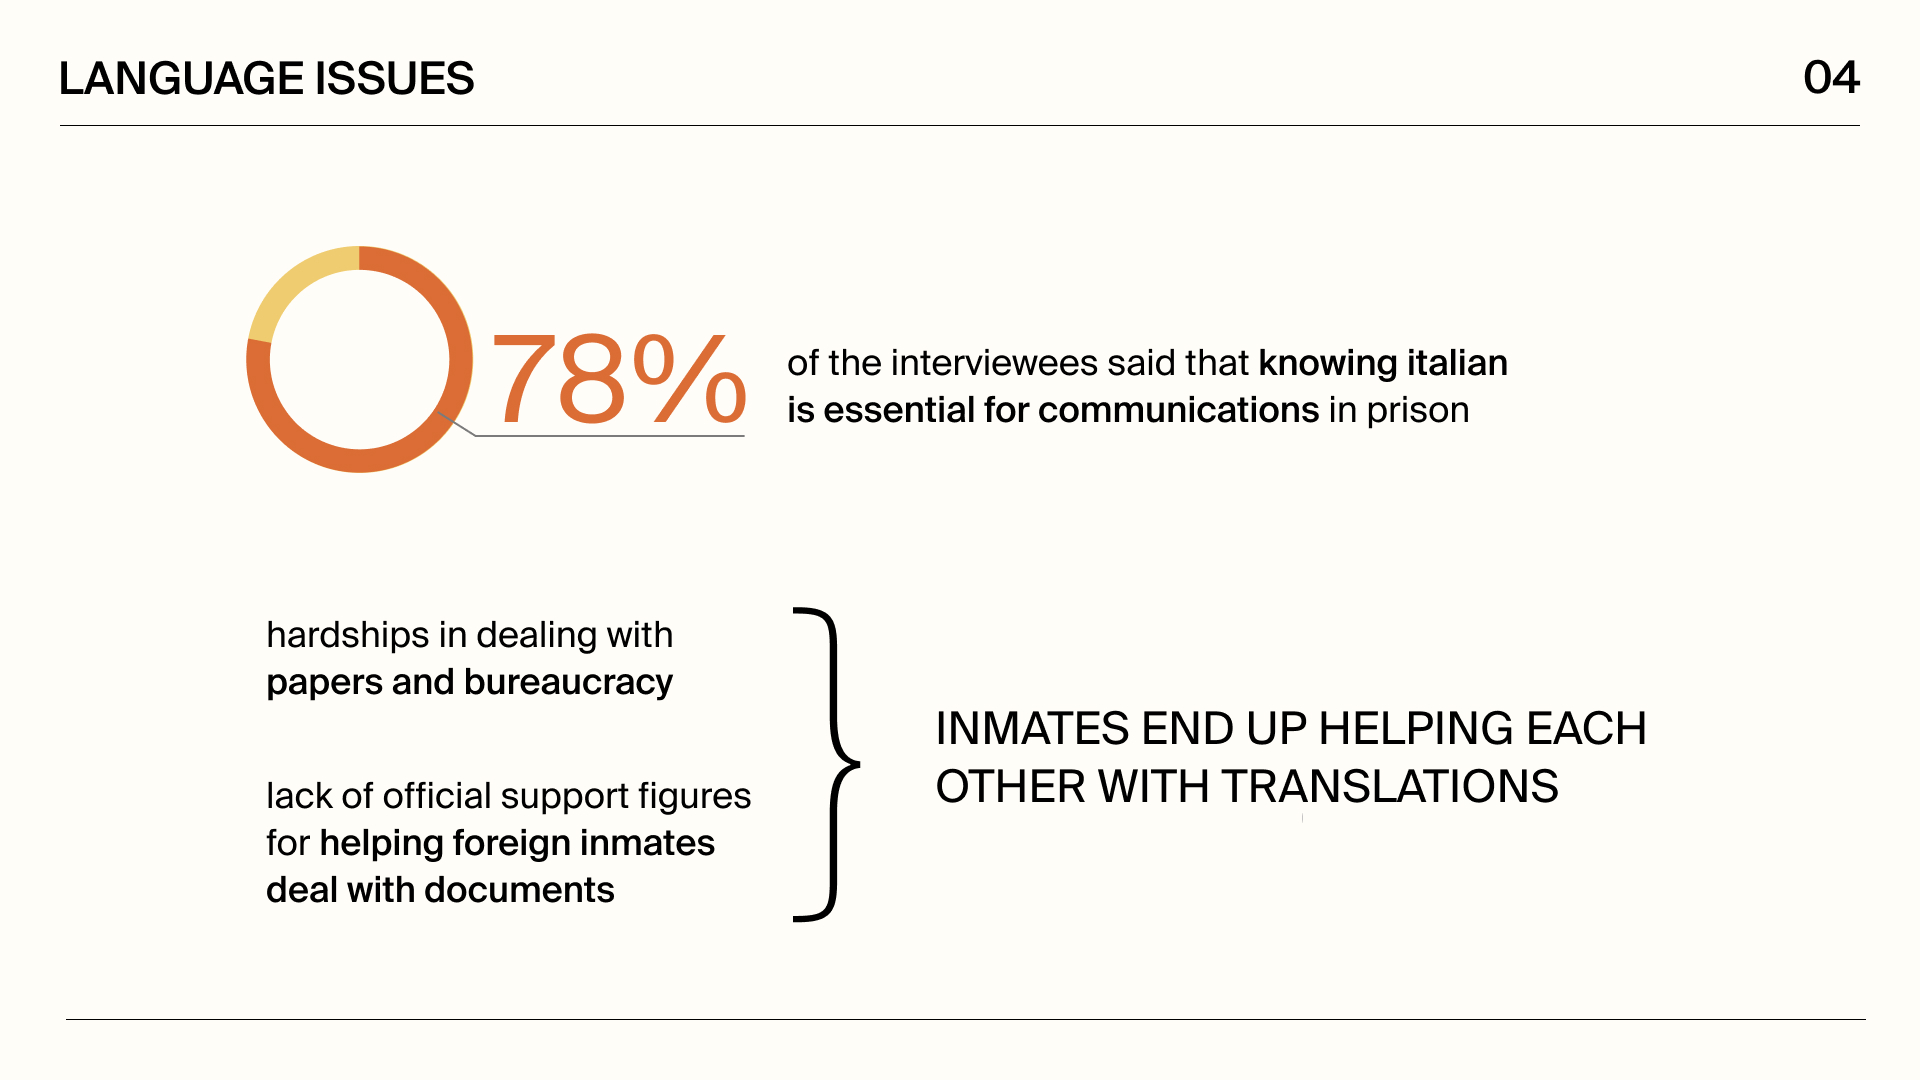 LANGUAGE ISSUES
04
78%
of the interviewees said that knowing italian
is essential for communications in prison
hardships in dealing with
papers and bureaucracy
lack of official support figures
for helping foreign inmates
deal with documents
INMATES END UP HELPING EACH
OTHER WITH TRANSLATIONS